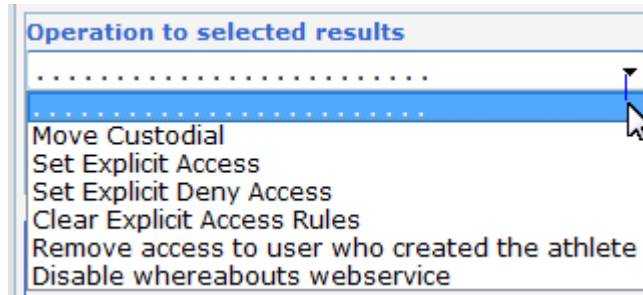 Operation to selected results
. . . . . . . . . . . . . . . . . . . . . . . . .
. . . . . . . . . . . . . . . . . . . . . . . . .
Move Custodial
Set Explicit Access
Set Explicit Deny Access
Clear Explicit Access Rules
Remove access to user who created the athlete
Disable whereabouts webservice